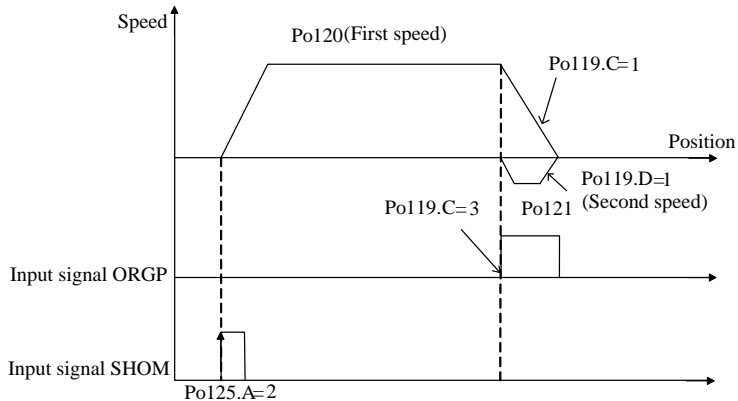 Speed
Po120(First speed)
Po119.C=1
Position
Po119.D=1
(Second speed)
Po121
Po119.C=3
Input signal ORGP
Input signal SHOM
Po125.A=2